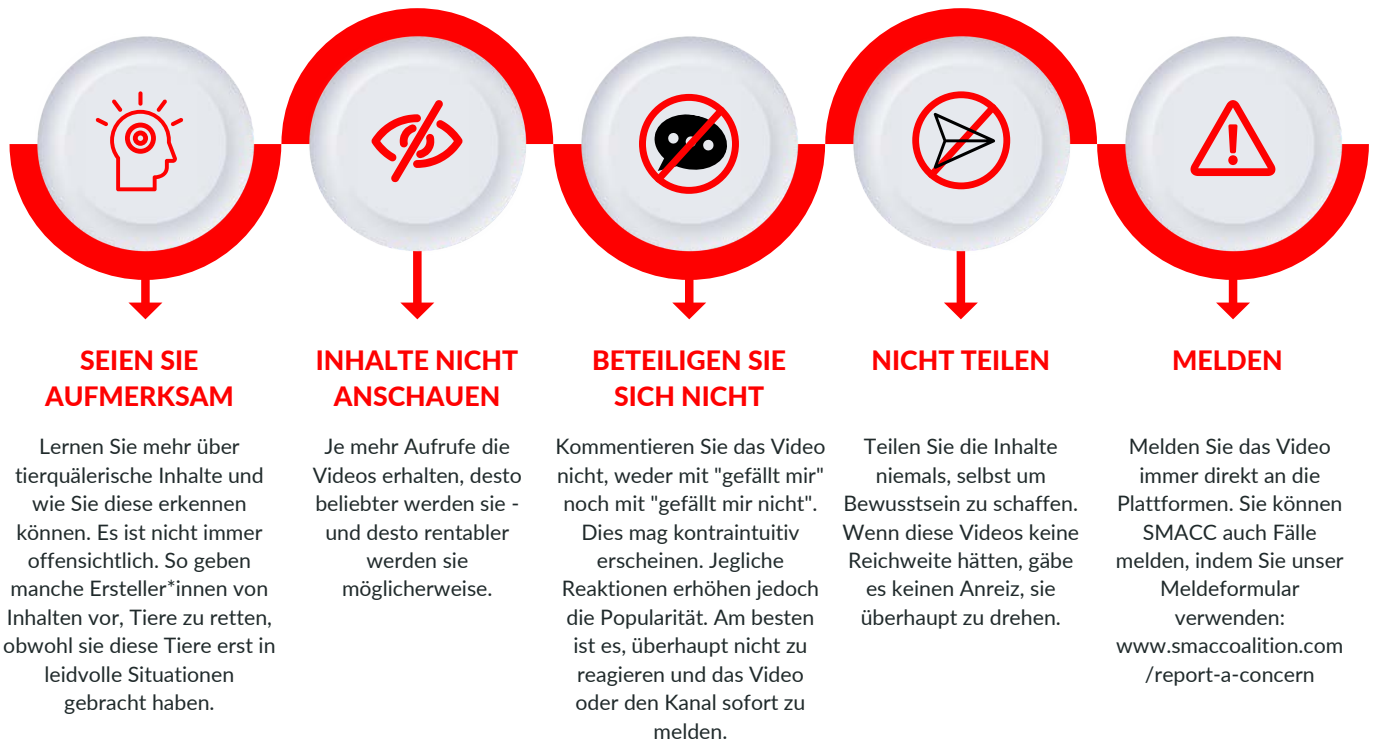 SEIEN SIE
AUFMERKSAM
Lernen Sie mehr über
tierquälerische Inhalte und
wie Sie diese erkennen
können. Es ist nicht immer
offensichtlich. So geben
manche Ersteller*innen von
Inhalten vor, Tiere zu retten,
obwohl sie diese Tiere erst in
leidvolle Situationen
gebracht haben.
INHALTE NICHT
ANSCHAUEN
Je mehr Aufrufe die
Videos erhalten, desto
beliebter werden sie -
und desto rentabler
werden sie
möglicherweise.
BETEILIGEN SIE
SICH NICHT
Kommentieren Sie das Video
nicht, weder mit "gefällt mir"
noch mit "gefällt mir nicht".
Dies mag kontraintuitiv
erscheinen. Jegliche
Reaktionen erhöhen jedoch
die Popularität. Am besten
ist es, überhaupt nicht zu
reagieren und das Video
oder den Kanal sofort zu
melden.
NICHT TEILEN
Teilen Sie die Inhalte
niemals, selbst um
Bewusstsein zu schaffen.
Wenn diese Videos keine
Reichweite hätten, gäbe
es keinen Anreiz, sie
überhaupt zu drehen.
MELDEN
Melden Sie das Video
immer direkt an die
Plattformen. Sie können
SMACC auch Fälle
melden, indem Sie unser
Meldeformular
verwenden:
www.smaccoalition.com
/report-a-concern